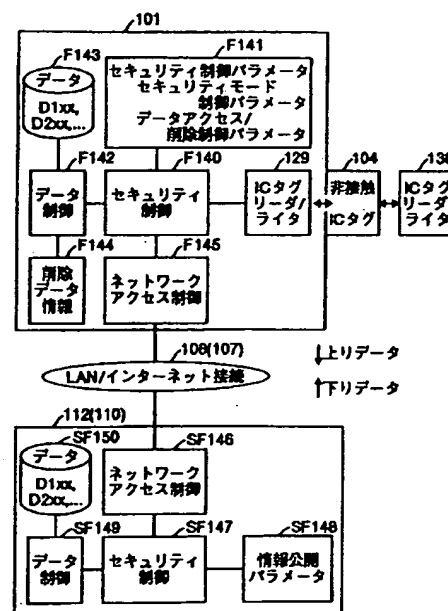 101
F143
F141
データ
D1xx,
D2xx,...
セキュリティ制御パラメータ
セキュリティモード
制御パラメータ
データアクセス/
削除制御パラメータ
F142
F140
129
104
138
データ
制御
セキュリティ
制御
ICタグ
リーダ/
ライタ
非接触
ICタグ
ICタグ
リーダ/
ライタ
F144
F145
削除
データ
情報
ネットワーク
アクセス制御
108(107)
LAN/インターネット接続
上りデータ
下りデータ
112(110)
SF150
SF146
データ
D1xx,
D2xx,...
ネットワーク
アクセス制御
SF149
SF147
SF148
データ
制御
セキュリティ
制御
情報公開
パラメータ